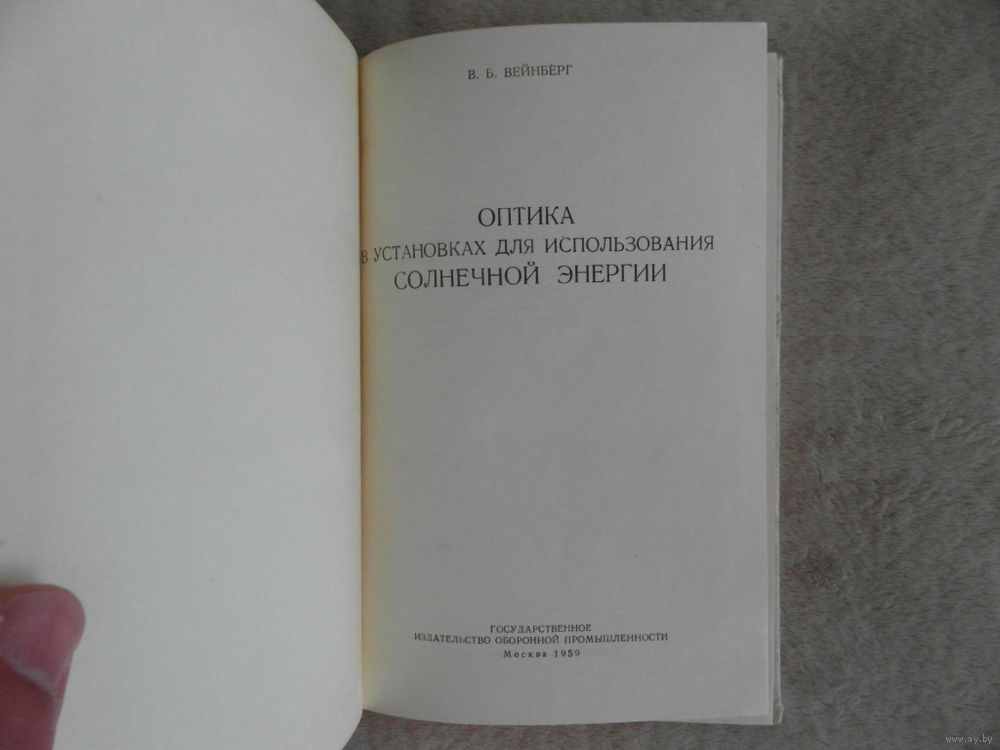 В. Б. ВЕЙНБЕРГ
ОПТИКА
В УСТАНОВКАХ ДЛЯ ИСПОЛЬЗОВАНИЯ
СОЛНЕЧНОЙ ЭНЕРГИИ
ГОСУДАРСТВЕННОЕ
ИЗДАТЕЛЬСТВО ОБОРОННОЙ ПРОМЫШЛЕННОСТИ
Москва 1959
www.ay.by